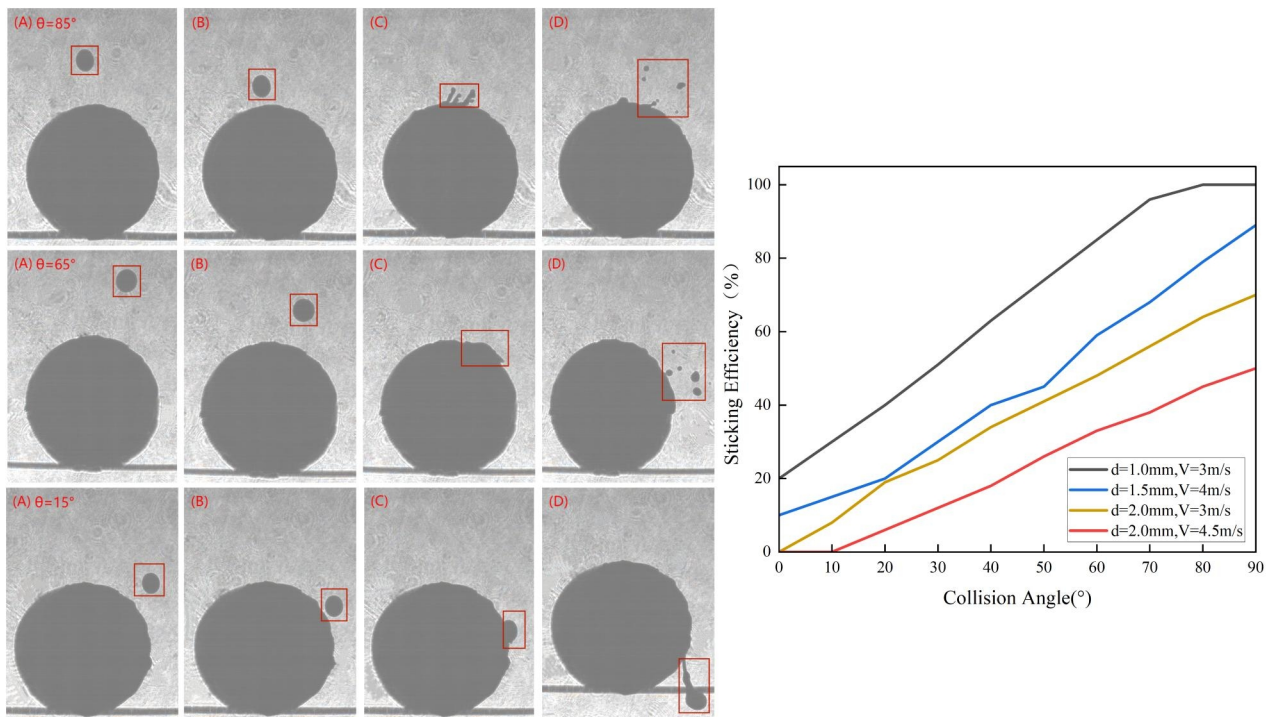 (A) θ=85°
(B)
(C)
(D)
(A) θ=65°
(B)
(C)
(D)
(A) θ=15°
(B)
(C)
(D)
Sticking Efficiency（%）
100
80
60
40
20
0
0 10 20 30 40 50 60 70 80 90
Collision Angle(°)
d=1.0mm,V=3m/s
d=1.5mm,V=4m/s
d=2.0mm,V=3m/s
d=2.0mm,V=4.5m/s